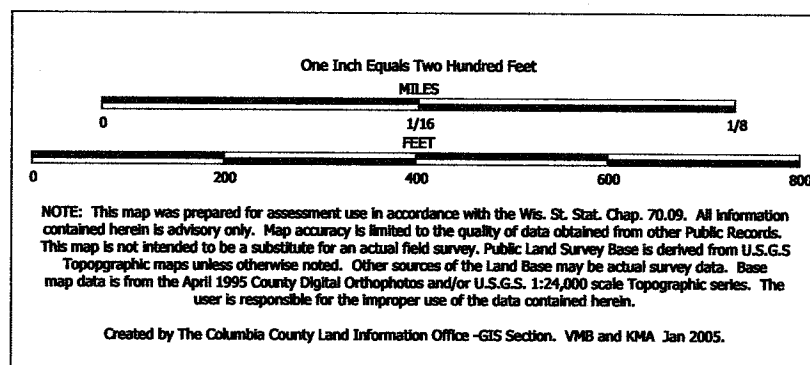 One Inch Equals Two Hundred Feet
MILES
0 1/16 1/8
FEET
0 200 400 600 800
NOTE: This map was prepared for assessment use in accordance with the Wis. St. Stat. Chap. 70.09. All information
contained herein is advisory only. Map accuracy is limited to the quality of data obtained from other Public Records.
This map is not intended to be a substitute for an actual field survey. Public Land Survey Base is derived from U.S.G.S
Topopgraphic maps unless otherwise noted. Other sources of the Land Base may be actual survey data. Base
map data is from the April 1995 County Digital Orthophotos and/or U.S.G.S. 1:24,000 scale Topographic series. The
user is responsible for the improper use of the data contained herein.
Created by The Columbia County Land Information Office -GIS Section. VMB and KMA Jan 2005.